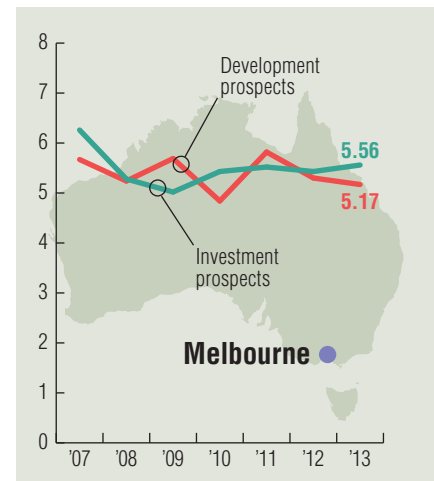 8
7
6
5
4
3
2
1
0
Development
prospects
5.56
5.17
Investment
prospects
Melbourne
'07 '08 '09 '10 '11 '12 '13